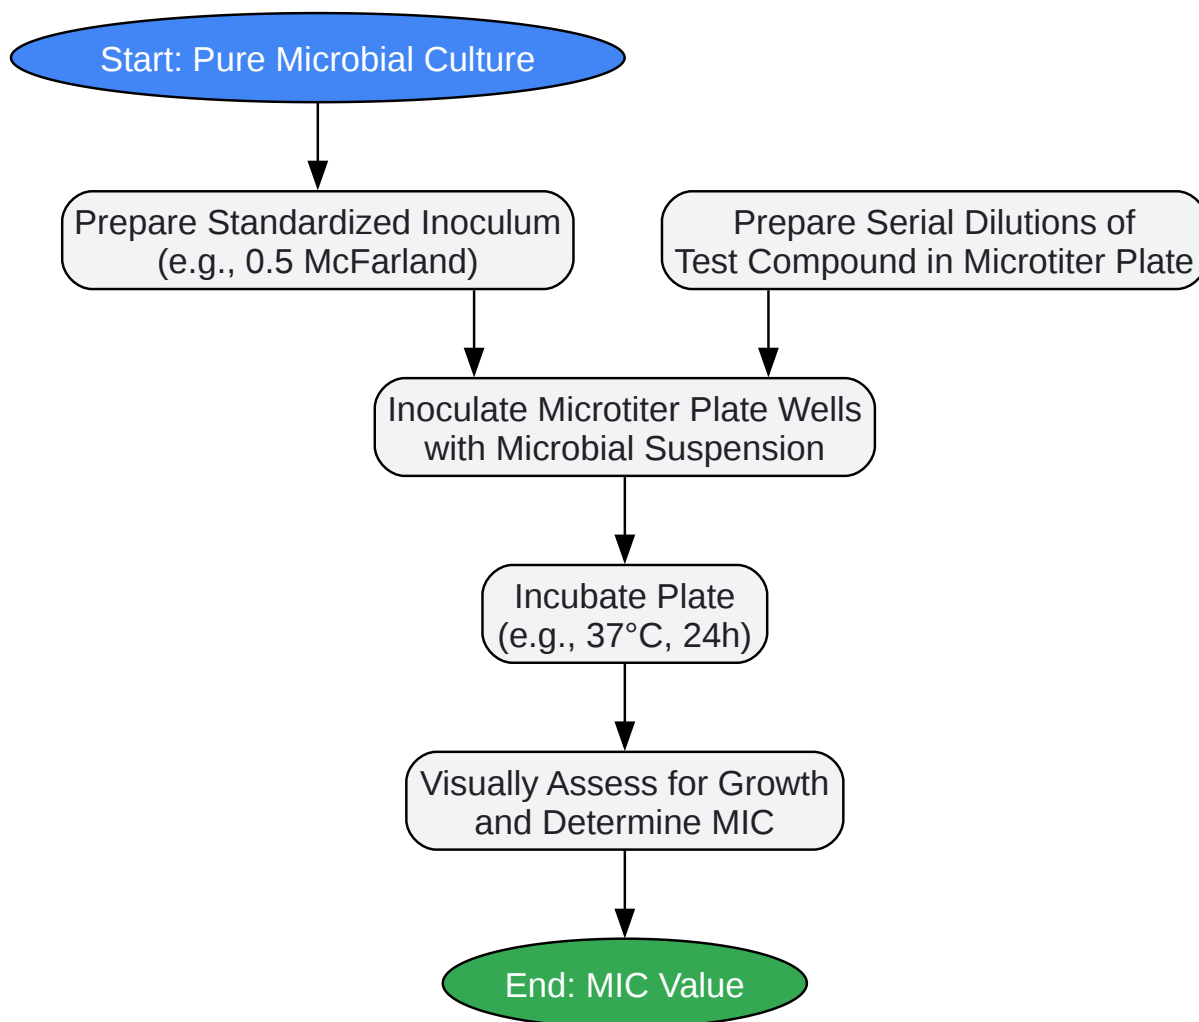 Start: Pure Microbial Culture
Prepare Standardized Inoculum
(e.g., 0.5 McFarland)
Prepare Serial Dilutions of
Test Compound in Microtiter Plate
Inoculate Microtiter Plate Wells
with Microbial Suspension
Incubate Plate
(e.g., 37°C, 24h)
Visually Assess for Growth
and Determine MIC
End: MIC Value